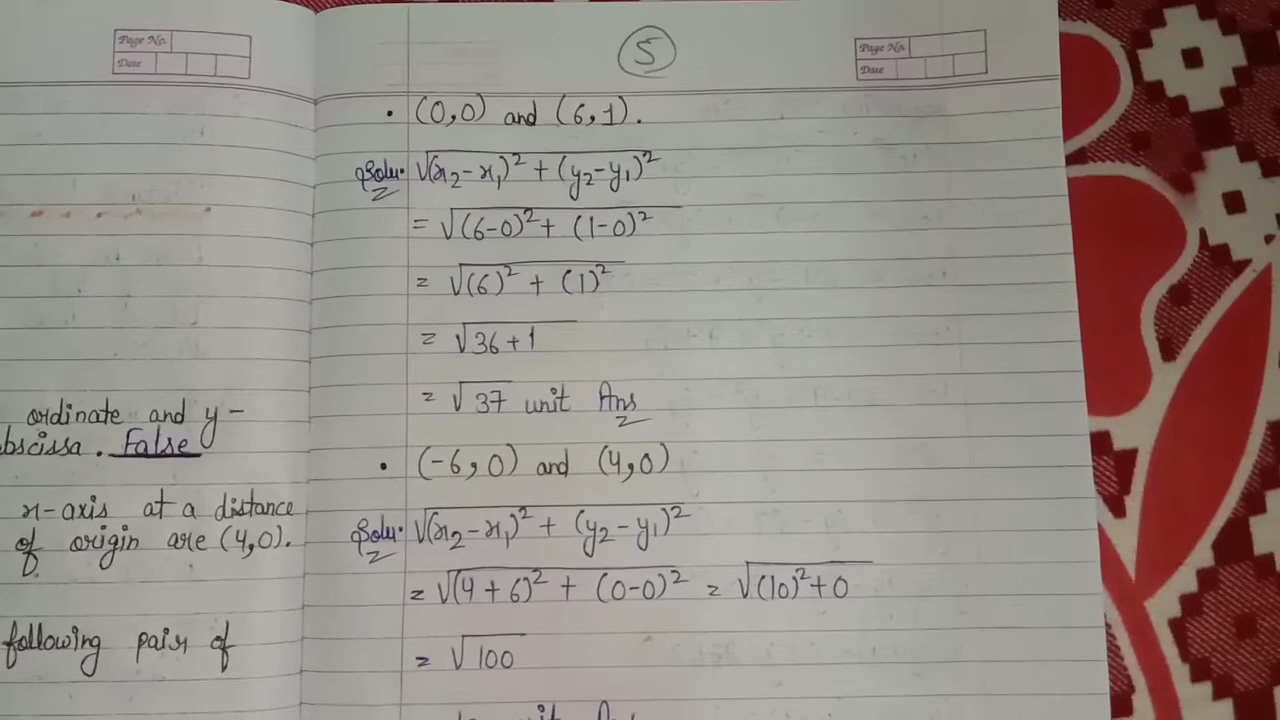 Page No.
Date
ordinate and y-
bscissa. False
x-axis at a distance
of origin are (4,0).
following pair of
Page No.
Date
5
• (0,0) and (6,1).
Solu. √(x₂-x₁)² + (y₂-y₁)²
= √(6-0)² + (1-0)²
= √(6)² + (1)²
= √36+1
= √37 unit Ans
• (-6,0) and (4,0)
Solu. √(x₂-x₁)² + (y₂-y₁)²
= √(4+6)² + (0-0)² = √(10)²+0
= √100